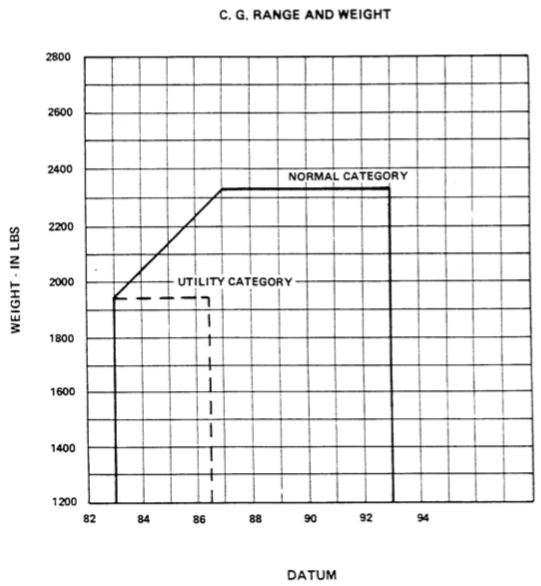 C. G. RANGE AND WEIGHT
2800
2600
2400
NORMAL CATEGORY
2200
WEIGHT - IN LBS
2000
UTILITY CATEGORY
1800
1600
1400
1200
82 84 86 88 90 92 94
DATUM